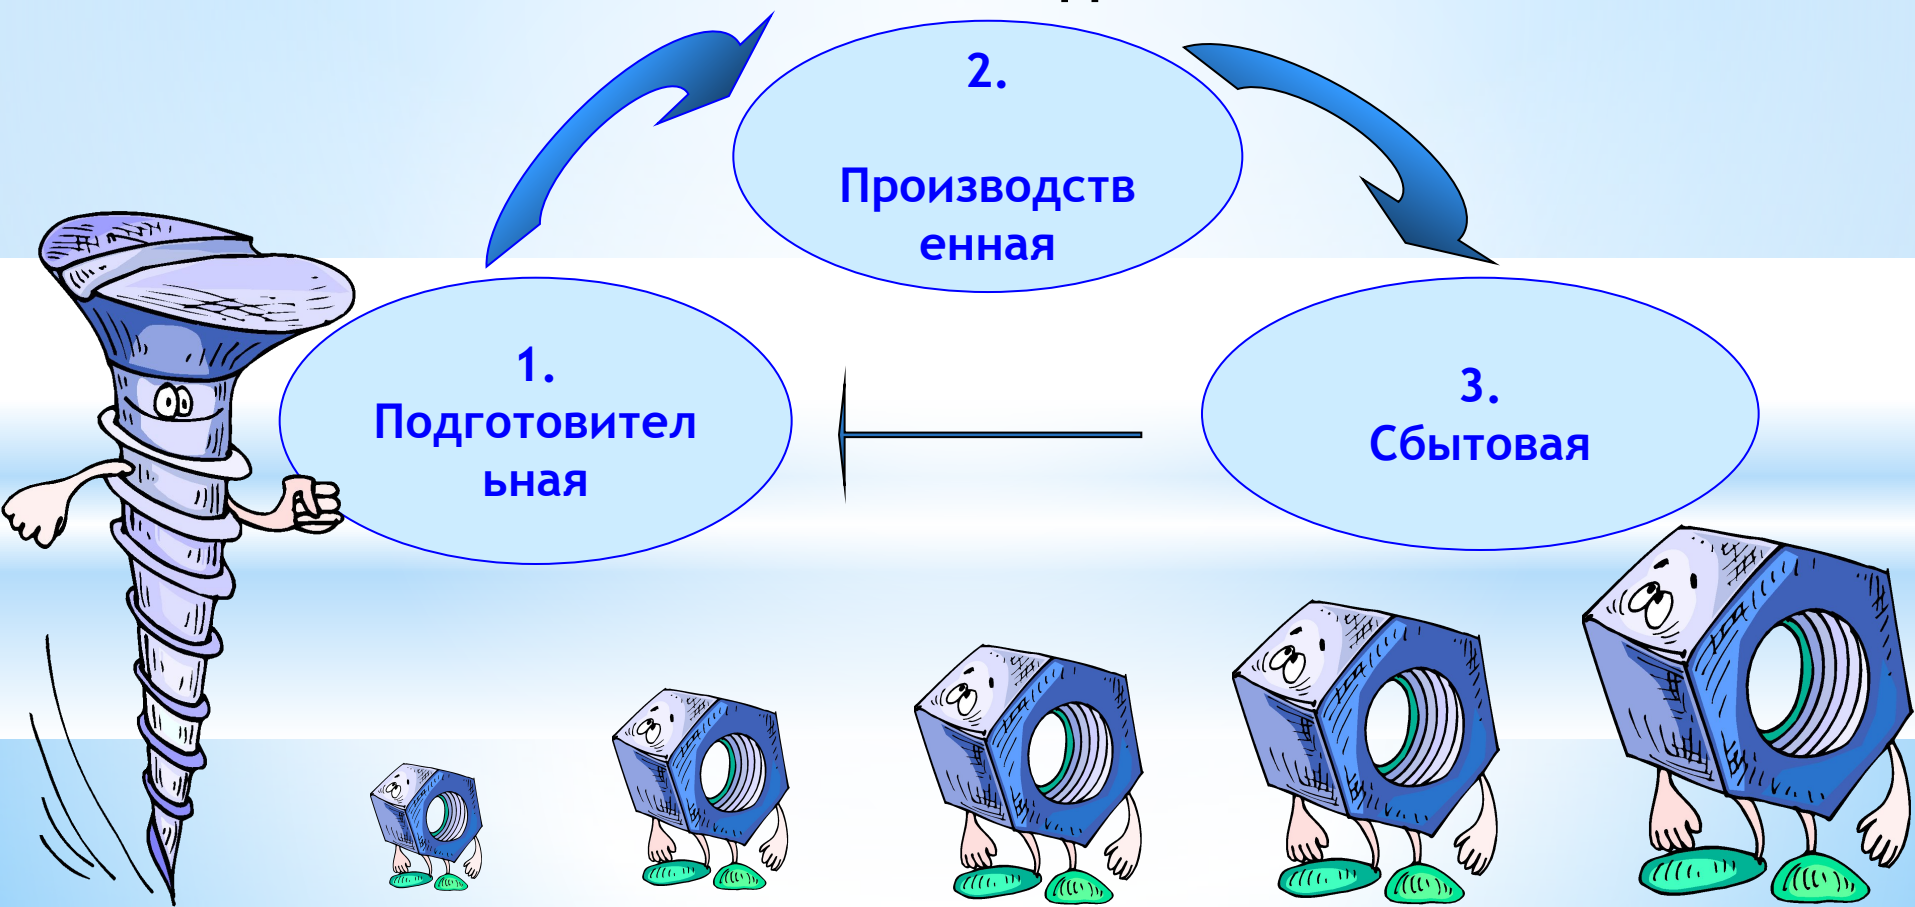 2.
Производств
енная
1.
Подготовител
ьная
3.
Сбытовая